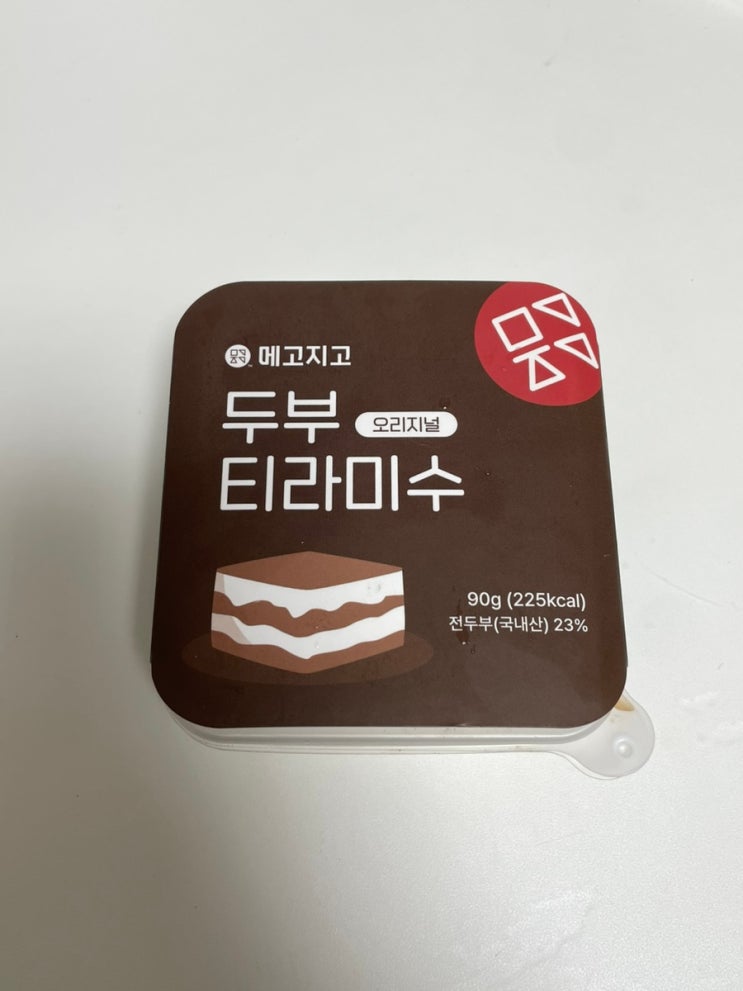 메고지고
두부 오리지널
티라미수
90g (225kcal)
전두부(국내산) 23%